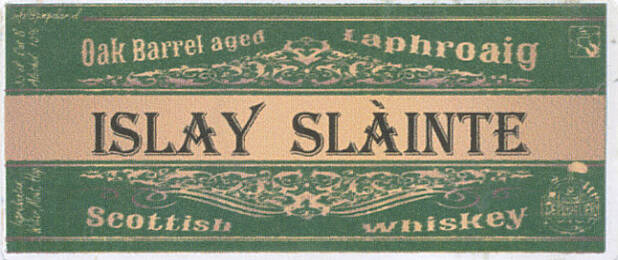 Oak Barrel aged Laphroaig
ISLAY SLÀINTE
Scottish Whiskey